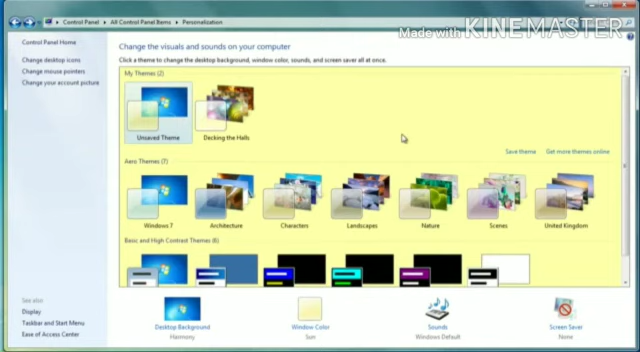 Control Panel ▸ All Control Panel Items ▸ Personalization
Made with KINEMASTER
Control Panel Home
Change desktop icons
Change mouse pointers
Change your account picture
Change the visuals and sounds on your computer
Click a theme to change the desktop background, window color, sounds, and screen saver all at once.
My Themes (2)
Unsaved Theme
Decking the Halls
Save theme
Get more themes online
Aero Themes (7)
Windows 7
Architecture
Characters
Landscapes
Nature
Scenes
United Kingdom
Basic and High Contrast Themes (6)
See also
Display
Taskbar and Start Menu
Ease of Access Center
Desktop Background
Harmony
Window Color
Sun
Sounds
Windows Default
Screen Saver
None